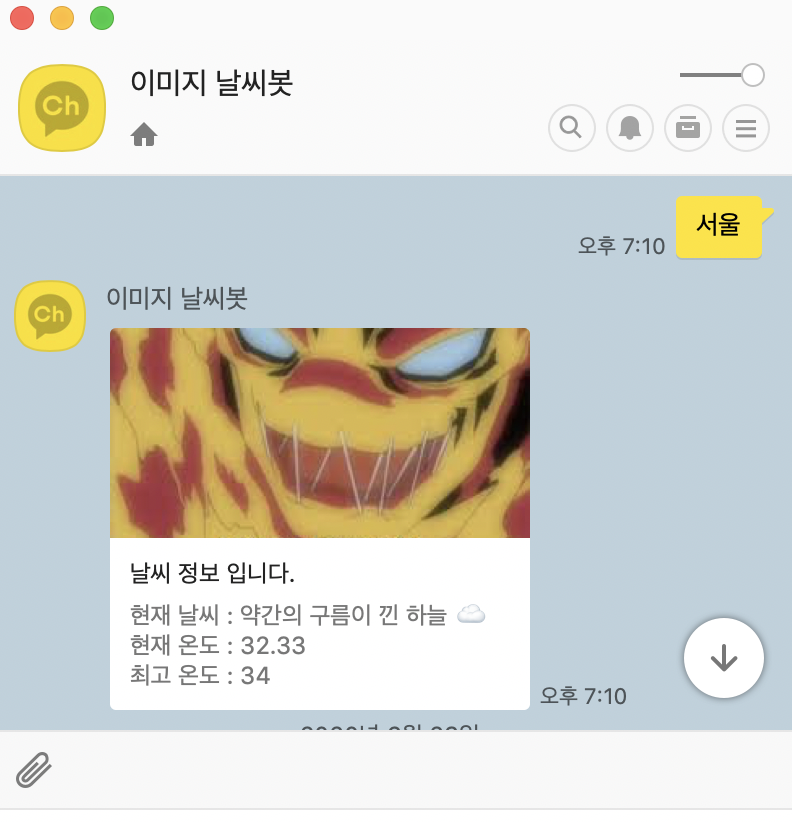 이미지 날씨봇
Ch
서울
오후 7:10
이미지 날씨봇
Ch
날씨 정보 입니다.
현재 날씨 : 약간의 구름이 낀 하늘 ☁️
현재 온도 : 32.33
최고 온도 : 34
오후 7:10